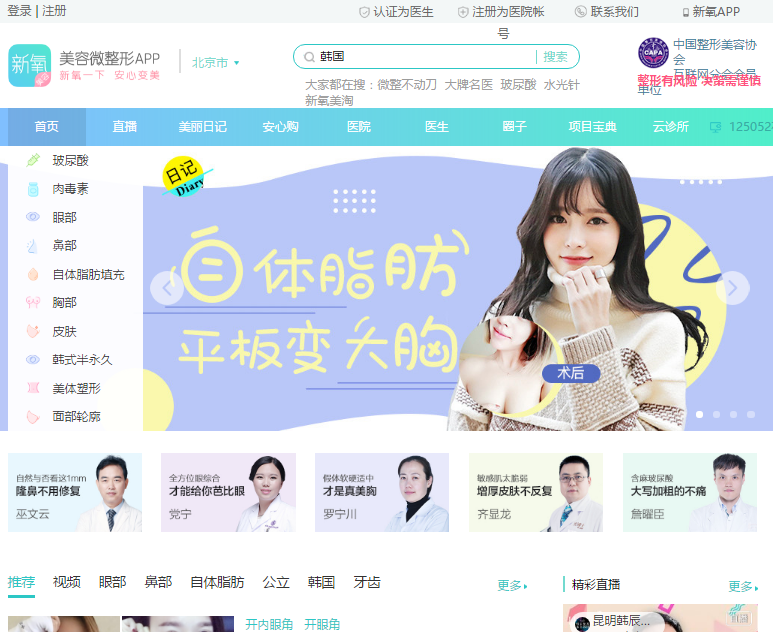 登录 | 注册
认证为医生
注册为医院帐号
联系我们
新氧APP
新氧
美容微整形APP
新氧一下 安心变美
北京市
韩国
搜索
大家都在搜：微整不动刀 大牌名医 玻尿酸 水光针
新氧美淘
CAPA
中国整形美容协会
互联网分会会员单位
整形有风险 决策需谨慎
首页 直播 美丽日记 安心购 医院 医生 圈子 项目宝典 云诊所 125052
玻尿酸
肉毒素
眼部
鼻部
自体脂肪填充
胸部
皮肤
韩式半永久
美体塑形
面部轮廓
日记
Diary
自体脂肪
平板变大胸
术后
自然与否看这1mm
隆鼻不用修复
巫文云
全方位眼综合
才能给你芭比眼
党宁
假体软硬适中
才是真美胸
罗宁川
敏感肌太脆弱
增厚皮肤不反复
齐显龙
含麻玻尿酸
大写加粗的不痛
詹曜臣
推荐 视频 眼部 鼻部 自体脂肪 公立 韩国 牙齿
更多
精彩直播
更多
开内眼角 开眼角
昆明韩辰...